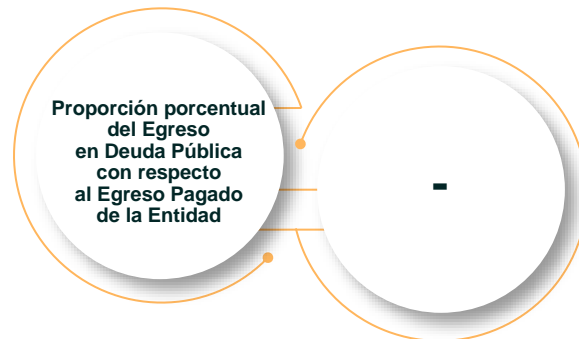 Proporción porcentual
del Egreso
en Deuda Pública
con respecto
al Egreso Pagado
de la Entidad
-